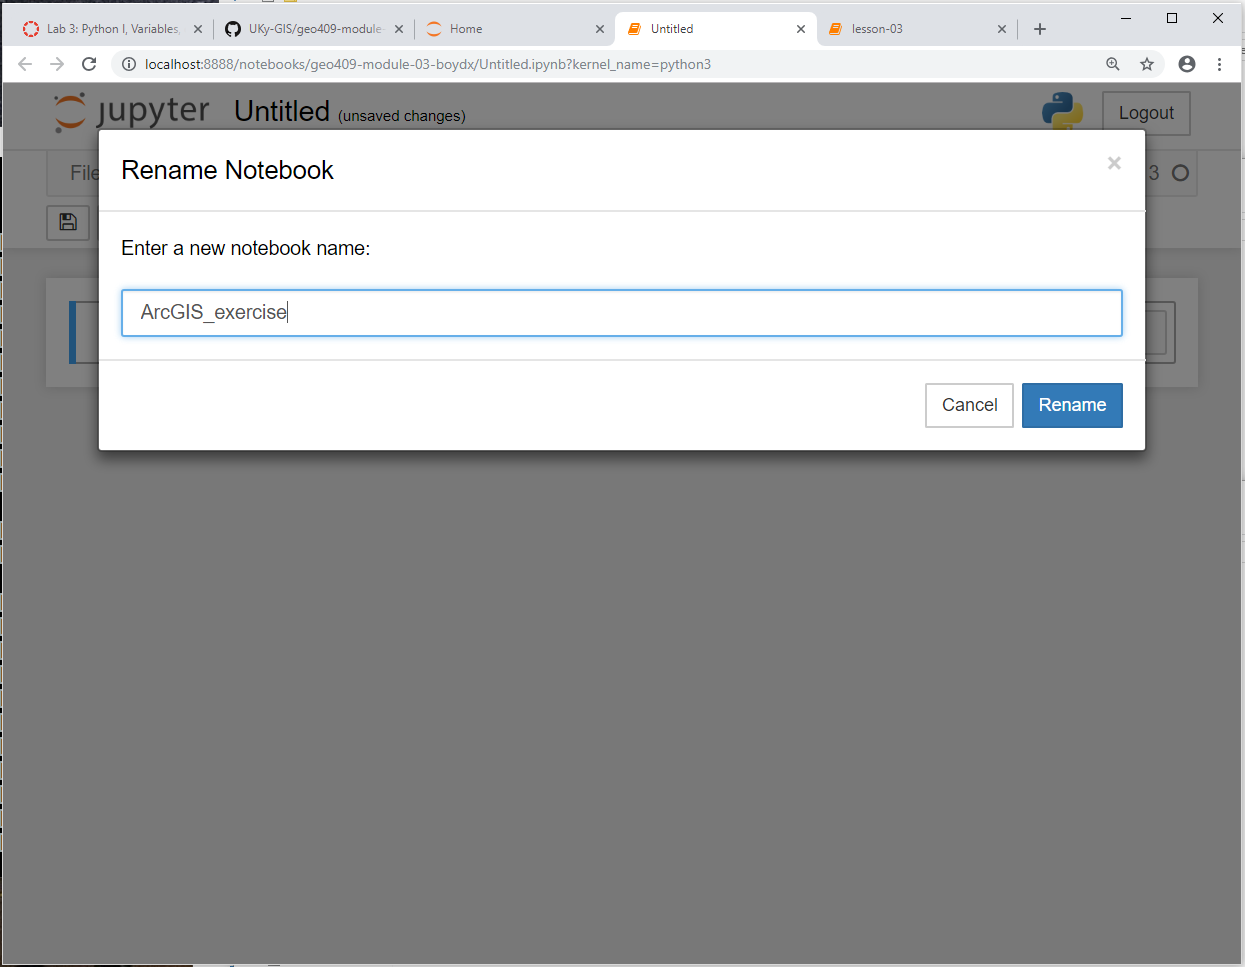 Lab 3: Python I, Variables,
UKy-GIS/geo409-module-
Home
Untitled
lesson-03
localhost:8888/notebooks/geo409-module-03-boydx/Untitled.ipynb?kernel_name=python3
jupyter Untitled (unsaved changes)
Logout
File
3
Rename Notebook
Enter a new notebook name:
ArcGIS_exercise
Cancel
Rename